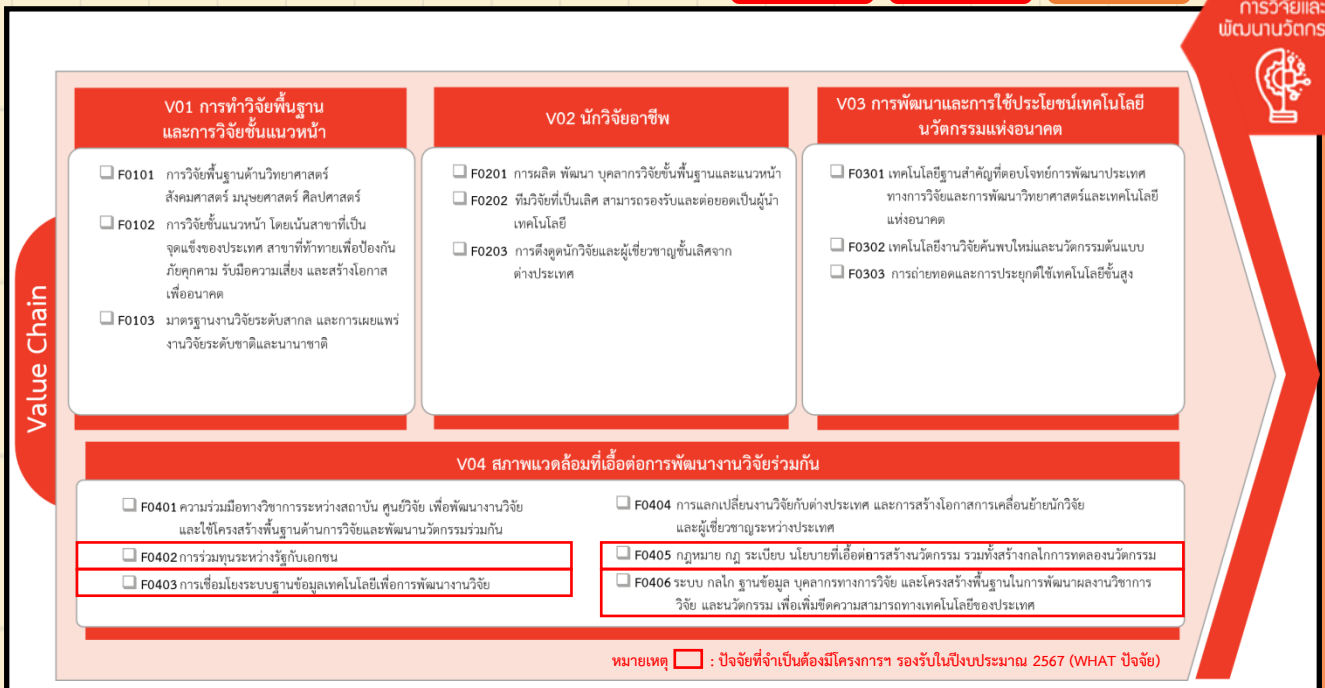 การวิจัยและ
พัฒนานวัตกร
V01 การทำวิจัยพื้นฐาน
และการวิจัยชั้นแนวหน้า
F0101 การวิจัยพื้นฐานด้านวิทยาศาสตร์
สังคมศาสตร์ มนุษยศาสตร์ ศิลปศาสตร์
F0102 การวิจัยชั้นแนวหน้า โดยเน้นสาขาที่เป็น
จุดแข็งของประเทศ สาขาที่ท้าทายเพื่อป้องกัน
ภัยคุกคาม รับมือความเสี่ยง และสร้างโอกาส
เพื่ออนาคต
F0103 มาตรฐานงานวิจัยระดับสากล และการเผยแพร่
งานวิจัยระดับชาติและนานาชาติ
V02 นักวิจัยอาชีพ
F0201 การผลิต พัฒนา บุคลากรวิจัยขั้นพื้นฐานและแนวหน้า
F0202 ทีมวิจัยที่เป็นเลิศ สามารถรองรับและต่อยอดเป็นผู้นำ
เทคโนโลยี
F0203 การดึงดูดนักวิจัยและผู้เชี่ยวชาญชั้นเลิศจาก
ต่างประเทศ
V03 การพัฒนาและการใช้ประโยชน์เทคโนโลยี
นวัตกรรมแห่งอนาคต
F0301 เทคโนโลยีฐานสำคัญที่ตอบโจทย์การพัฒนาประเทศ
ทางการวิจัยและการพัฒนาวิทยาศาสตร์และเทคโนโลยี
แห่งอนาคต
F0302 เทคโนโลยีงานวิจัยค้นพบใหม่และนวัตกรรมต้นแบบ
F0303 การถ่ายทอดและการประยุกต์ใช้เทคโนโลยีขั้นสูง
Value Chain
V04 สภาพแวดล้อมที่เอื้อต่อการพัฒนางานวิจัยร่วมกัน
F0401 ความร่วมมือทางวิชาการระหว่างสถาบัน ศูนย์วิจัย เพื่อพัฒนางานวิจัย
และใช้โครงสร้างพื้นฐานด้านการวิจัยและพัฒนานวัตกรรมร่วมกัน
F0402 การร่วมทุนระหว่างรัฐกับเอกชน
F0403 การเชื่อมโยงระบบฐานข้อมูลเทคโนโลยีเพื่อการพัฒนางานวิจัย
F0404 การแลกเปลี่ยนงานวิจัยกับต่างประเทศ และการสร้างโอกาสการเคลื่อนย้ายนักวิจัย
และผู้เชี่ยวชาญระหว่างประเทศ
F0405 กฎหมาย กฎ ระเบียบ นโยบายที่เอื้อต่อการสร้างนวัตกรรม รวมทั้งสร้างกลไกการทดลองนวัตกรรม
F0406 ระบบ กลไก ฐานข้อมูล บุคลากรทางการวิจัย และโครงสร้างพื้นฐานในการพัฒนาผลงานวิชาการ
วิจัย และนวัตกรรม เพื่อเพิ่มขีดความสามารถทางเทคโนโลยีของประเทศ
หมายเหตุ : ปัจจัยที่จำเป็นต้องมีโครงการฯ รองรับในปีงบประมาณ 2567 (WHAT ปัจจัย)